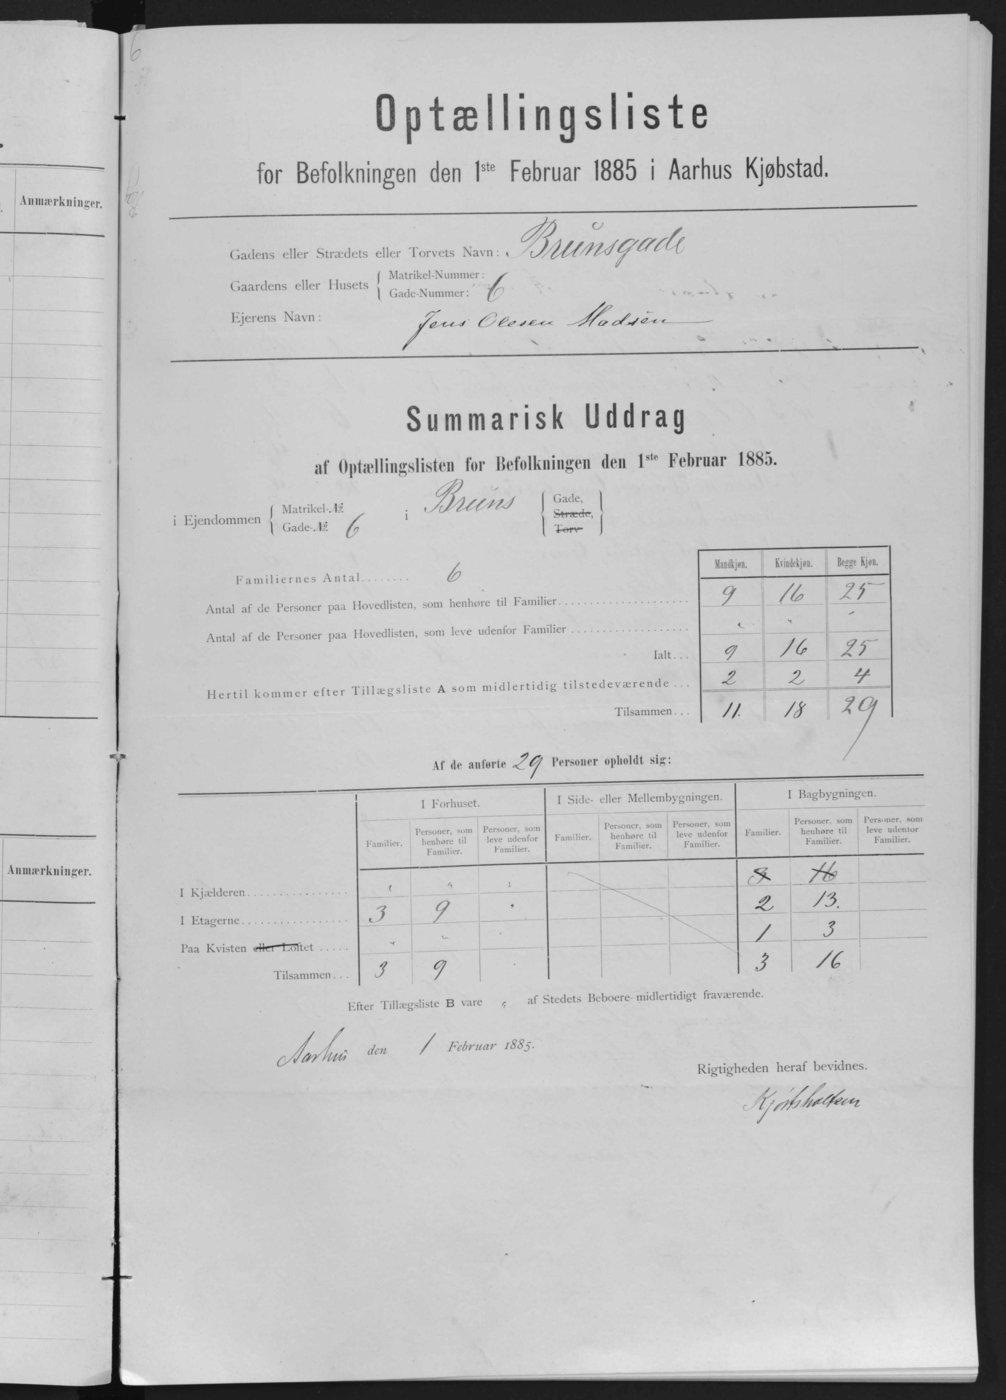 Anmærkninger.
Anmærkninger.
6
Optællingsliste
for Befolkningen den 1ste Februar 1885 i Aarhus Kjøbstad.
Gadens eller Strædets eller Torvets Navn: Brunsgade
Gaardens eller Husets { Matrikel-Nummer:
Gade-Nummer: 6
Ejerens Navn: Jens Olesen Madsen
Summarisk Uddrag
af Optællingslisten for Befolkningen den 1ste Februar 1885.
i Ejendommen { Matrikel-№
Gade-№ 6 i Bruns { Gade, Stræde, Torv }
Mandkjøn. Kvindekjøn. Begge Kjøn.
Familiernes Antal........ 6
Antal af de Personer paa Hovedlisten, som henhøre til Familier 9 16 25
Antal af de Personer paa Hovedlisten, som leve udenfor Familier " " "
Ialt... 9 16 25
Hertil kommer efter Tillægsliste A som midlertidig tilstedeværende ... 2 2 4
Tilsammen... 11. 18 29
Af de anførte 29 Personer opholdt sig:
I Forhuset. I Side- eller Mellembygningen. I Bagbygningen.
Familier. Personer, som henhøre til Familier. Personer, som leve udenfor Familier. Familier. Personer, som henhøre til Familier. Personer, som leve udenfor Familier. Familier. Personer, som henhøre til Familier. Personer, som leve udenfor Familier.
I Kjælderen " " " 3 16
I Etagerne 3 9 " 2 13.
Paa Kvisten eller Loftet ..... " " " 1 3
Tilsammen... 3 9 " 3 16
Efter Tillægsliste B vare " af Stedets Beboere midlertidigt fraværende.
Aarhus den 1 Februar 1885.
Rigtigheden heraf bevidnes.